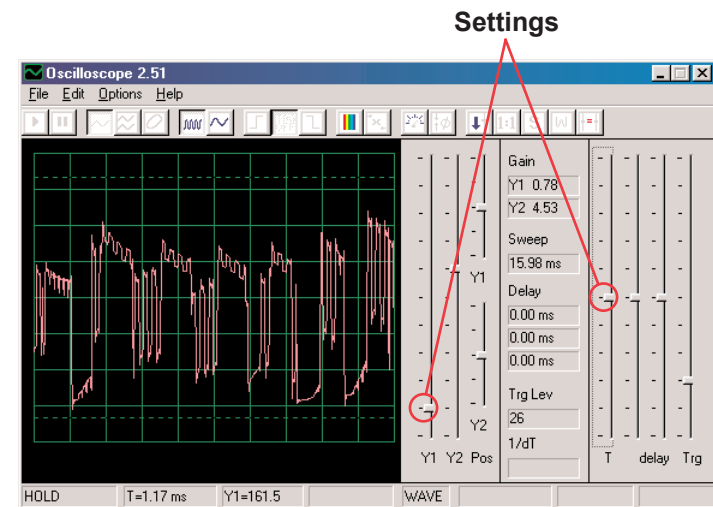 Settings
Oscilloscope 2.51
File Edit Options Help
1:1 S W
Gain
Y1 0.78
Y2 4.53
Sweep
15.98 ms
Delay
0.00 ms
0.00 ms
0.00 ms
Trg Lev
26
1/dT
Y1
Y2
Y1 Y2 Pos
T delay Trg
HOLD T=1.17 ms Y1=161.5 WAVE